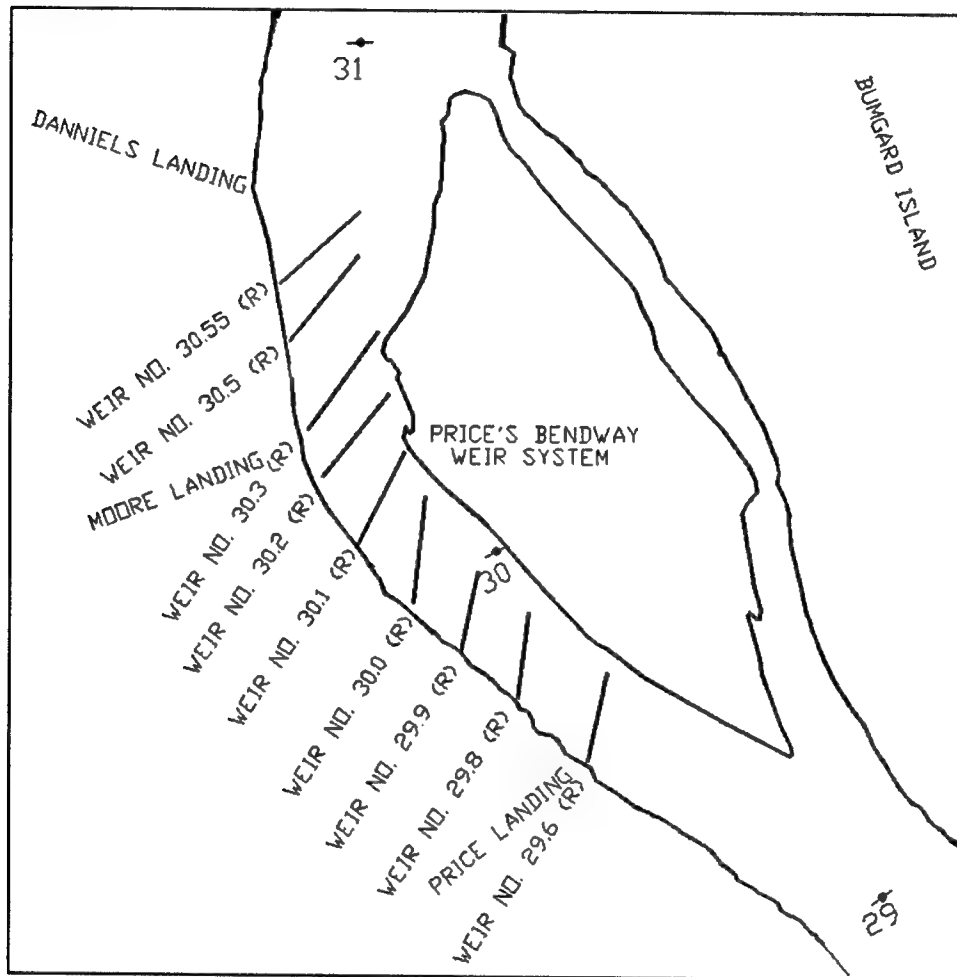 31
BUMGARD ISLAND
DANNIELS LANDING
WEIR NO. 30.55 (R)
WEIR NO. 30.5 (R)
MOORE LANDING
WEIR NO. 30.3 (R)
WEIR NO. 30.2 (R)
WEIR NO. 30.1 (R)
PRICE'S BENDWAY
WEIR SYSTEM
30
WEIR NO. 30.0 (R)
WEIR NO. 29.9 (R)
WEIR NO. 29.8 (R)
PRICE LANDING
WEIR NO. 29.6 (R)
29